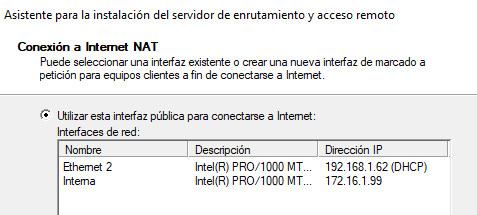 Asistente para la instalación del servidor de enrutamiento y acceso remoto
Conexión a Internet NAT
Puede seleccionar una interfaz existente o crear una nueva interfaz de marcado a
petición para equipos clientes a fin de conectarse a Internet.
Utilizar esta interfaz pública para conectarse a Internet:
Interfaces de red:
Nombre Descripción Dirección IP
Ethernet 2 Intel(R) PRO/1000 MT... 192.168.1.62 (DHCP)
Interna Intel(R) PRO/1000 MT... 172.16.1.99